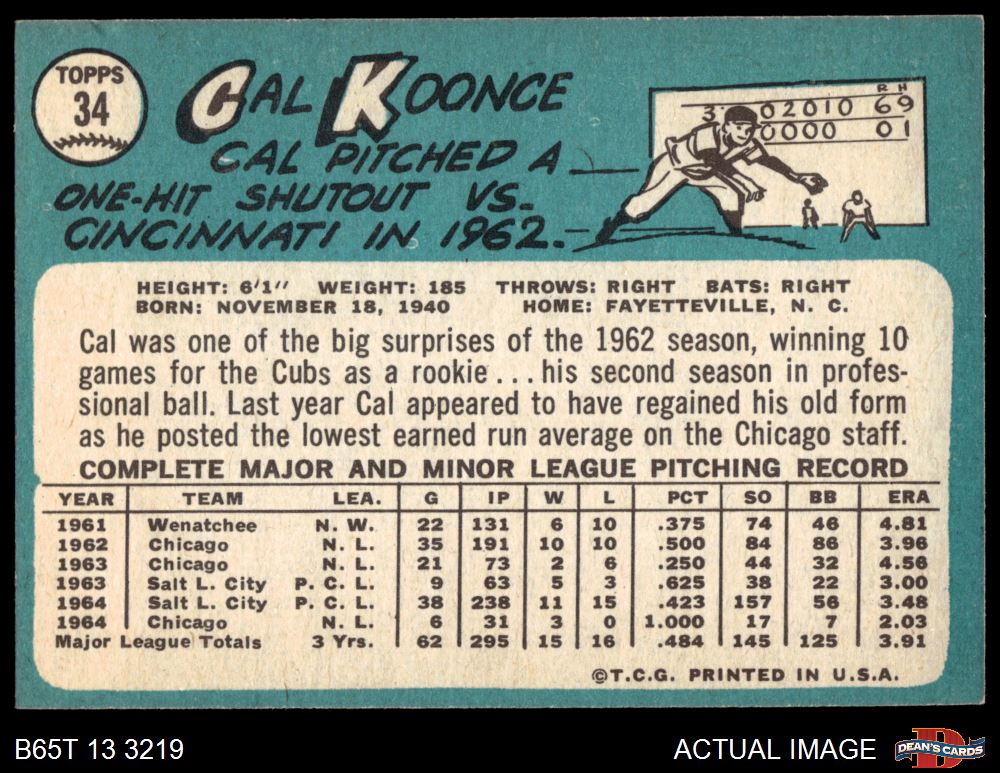 TOPPS
34
CAL KOONCE
CAL PITCHED A
ONE-HIT SHUTOUT VS.
CINCINNATI IN 1962.
R H
3 02010 6 9
0000 0 1
HEIGHT: 6'1" WEIGHT: 185 THROWS: RIGHT BATS: RIGHT
BORN: NOVEMBER 18, 1940 HOME: FAYETTEVILLE, N. C.
Cal was one of the big surprises of the 1962 season, winning 10
games for the Cubs as a rookie . . . his second season in profes-
sional ball. Last year Cal appeared to have regained his old form
as he posted the lowest earned run average on the Chicago staff.
COMPLETE MAJOR AND MINOR LEAGUE PITCHING RECORD
YEAR TEAM LEA. G IP W L PCT SO BB ERA
1961 Wenatchee N. W. 22 131 6 10 .375 74 46 4.81
1962 Chicago N. L. 35 191 10 10 .500 84 86 3.96
1963 Chicago N. L. 21 73 2 6 .250 44 32 4.56
1963 Salt L. City P. C. L. 9 63 5 3 .625 38 22 3.00
1964 Salt L. City P. C. L. 38 238 11 15 .423 157 56 3.48
1964 Chicago N. L. 6 31 3 0 1.000 17 7 2.03
Major League Totals 3 Yrs. 62 295 15 16 .484 145 125 3.91
©T.C.G. PRINTED IN U.S.A.
B65T 13 3219 ACTUAL IMAGE
D
DEAN'S CARDS